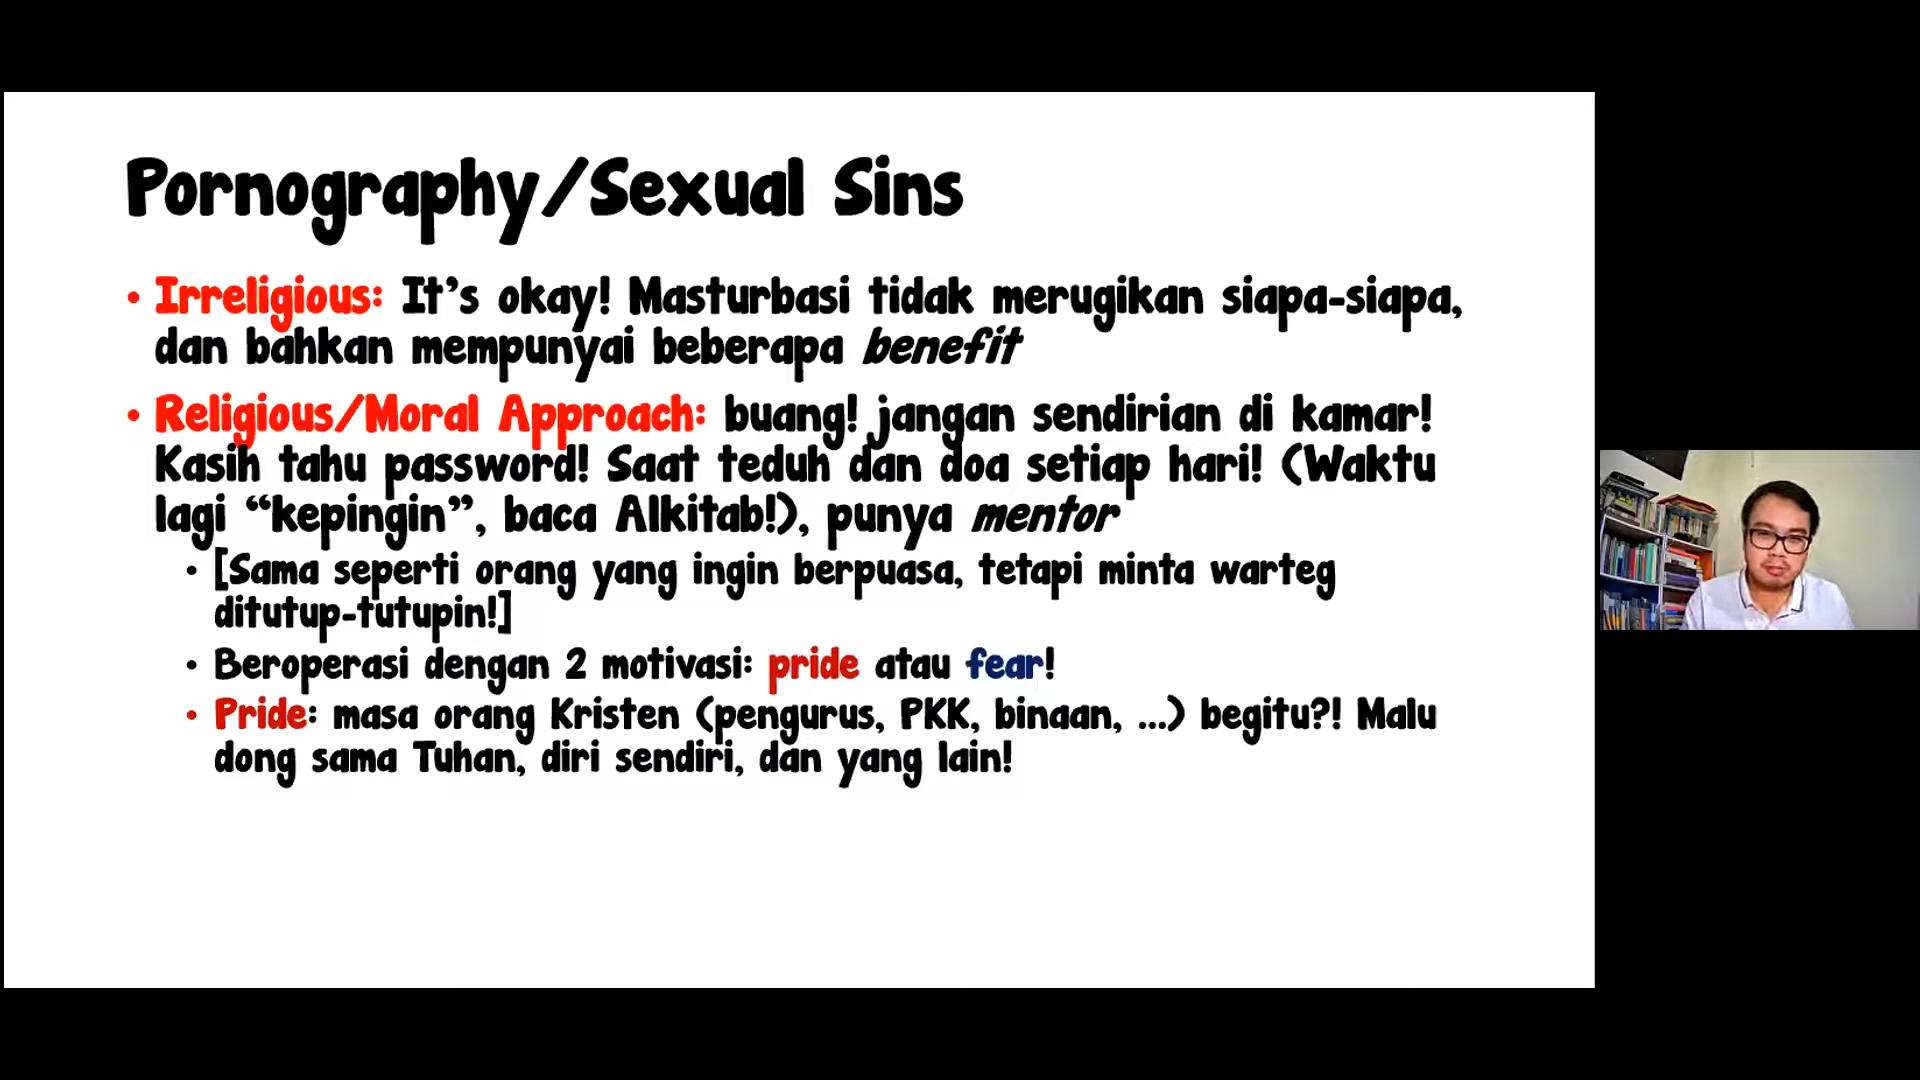 Pornography/Sexual Sins
• Irreligious: It's okay! Masturbasi tidak merugikan siapa-siapa,
dan bahkan mempunyai beberapa benefit
• Religious/Moral Approach: buang! jangan sendirian di kamar!
Kasih tahu password! Saat teduh dan doa setiap hari! (Waktu
lagi “kepingin”, baca Alkitab!), punya mentor
• [Sama seperti orang yang ingin berpuasa, tetapi minta warteg
ditutup-tutupin!]
• Beroperasi dengan 2 motivasi: pride atau fear!
• Pride: masa orang Kristen (pengurus, PKK, binaan, ...) begitu?! Malu
dong sama Tuhan, diri sendiri, dan yang lain!